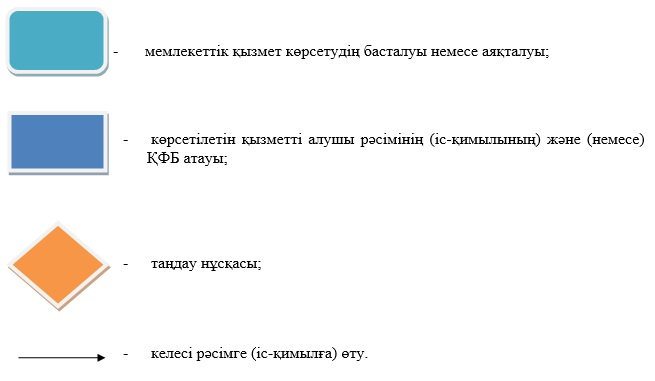 - мемлекеттік қызмет көрсетудің басталуы немесе аяқталуы;
- көрсетілетін қызметті алушы рәсімінің (іс-қимылының) және (немесе)
ҚФБ атауы;
- таңдау нұсқасы;
- келесі рәсімге (іс-қимылға) өту.